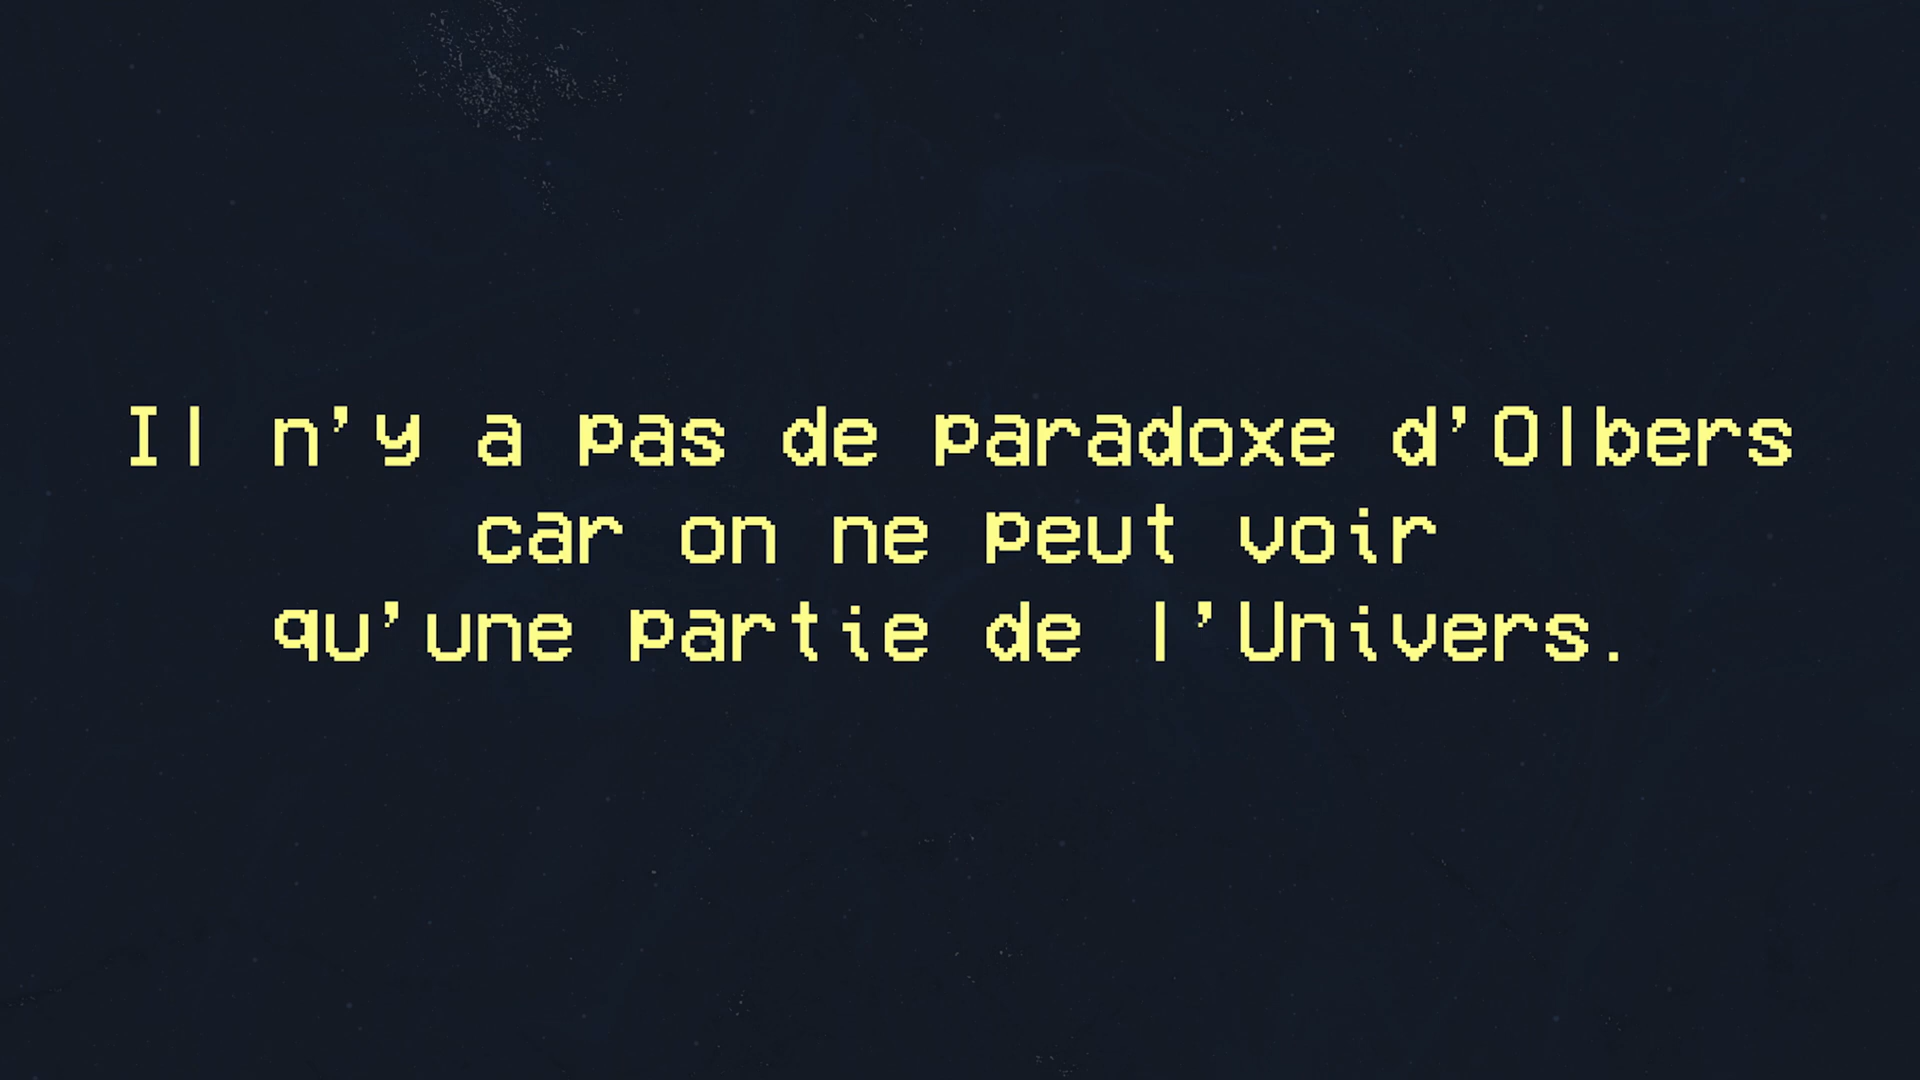 Il n’y a pas de paradoxe d’Olbers
car on ne peut voir
qu’une partie de l’Univers.